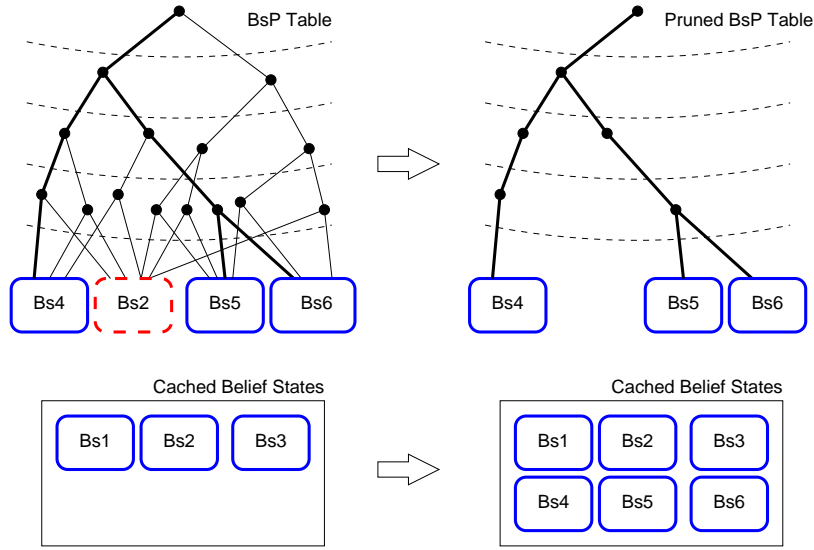 BsP Table
Pruned BsP Table
Bs4 Bs2 Bs5 Bs6
Bs4 Bs5 Bs6
Cached Belief States
Cached Belief States
Bs1 Bs2 Bs3
Bs1 Bs2 Bs3
Bs4 Bs5 Bs6